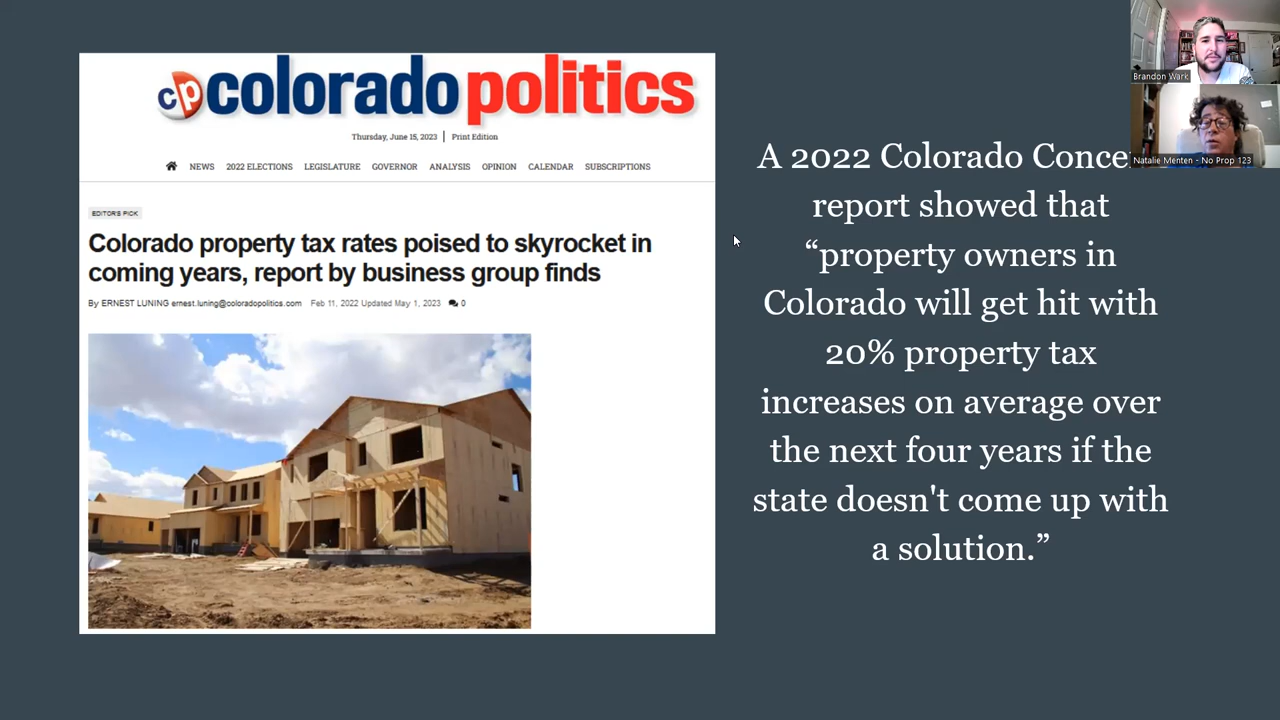 cp coloradopolitics
Thursday, June 15, 2023 | Print Edition
NEWS 2022 ELECTIONS LEGISLATURE GOVERNOR ANALYSIS OPINION CALENDAR SUBSCRIPTIONS
EDITOR'S PICK
Colorado property tax rates poised to skyrocket in
coming years, report by business group finds
By ERNEST LUNING ernest.luning@coloradopolitics.com Feb 11, 2022 Updated May 1, 2023 0
A 2022 Colorado Conce
report showed that
“property owners in
Colorado will get hit with
20% property tax
increases on average over
the next four years if the
state doesn't come up with
a solution.”
Brandon Wark
Natalie Menten - No Prop 123